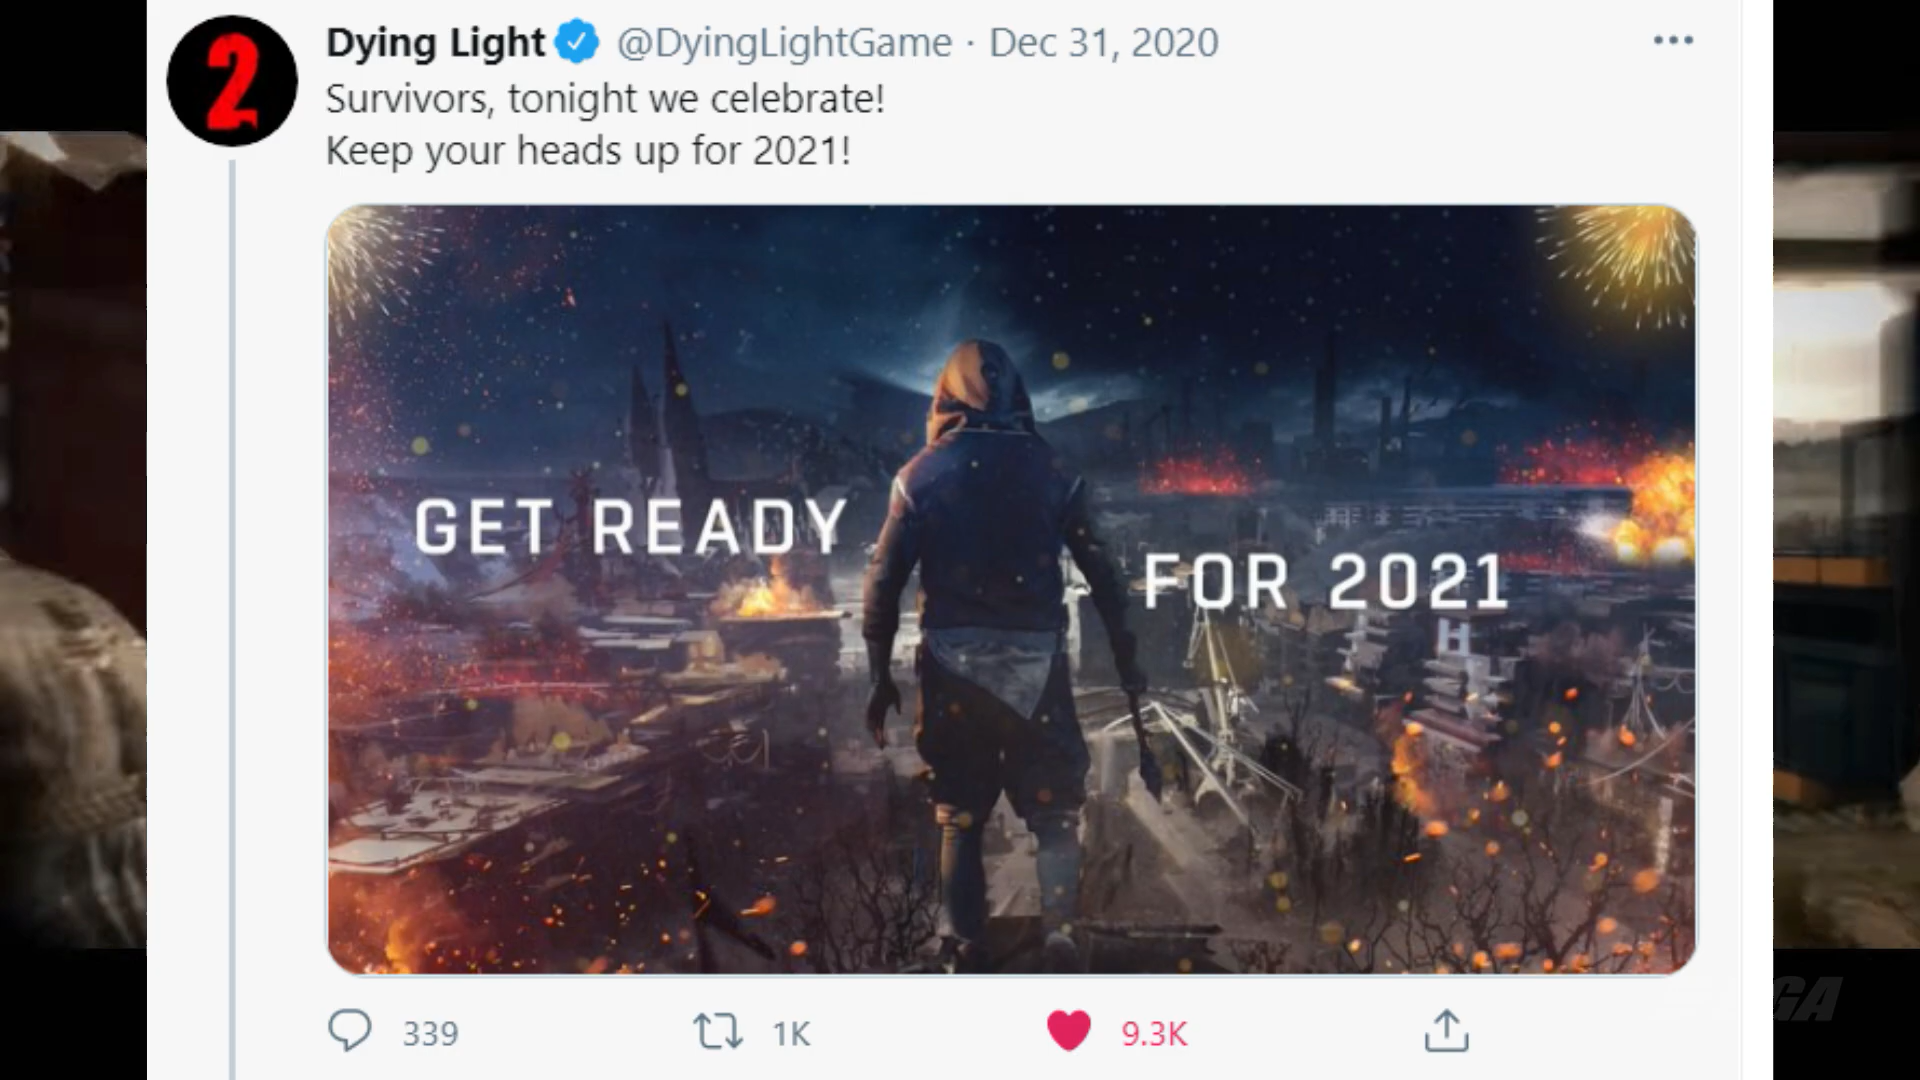 2
Dying Light @DyingLightGame · Dec 31, 2020
Survivors, tonight we celebrate!
Keep your heads up for 2021!
GET READY
FOR 2021
H
339 1K 9.3K
GA